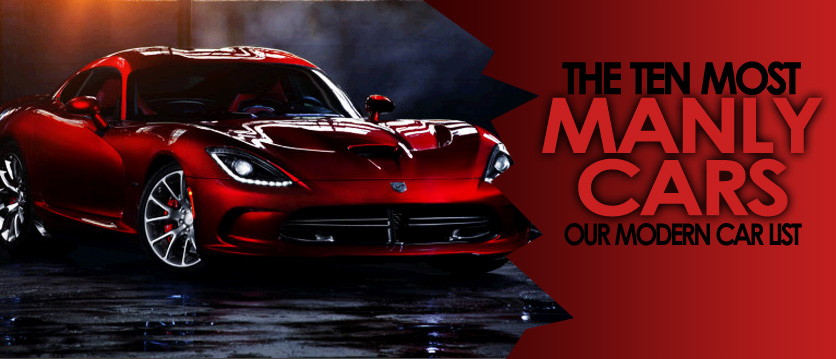 THE TEN MOST
MANLY
CARS
OUR MODERN CAR LIST